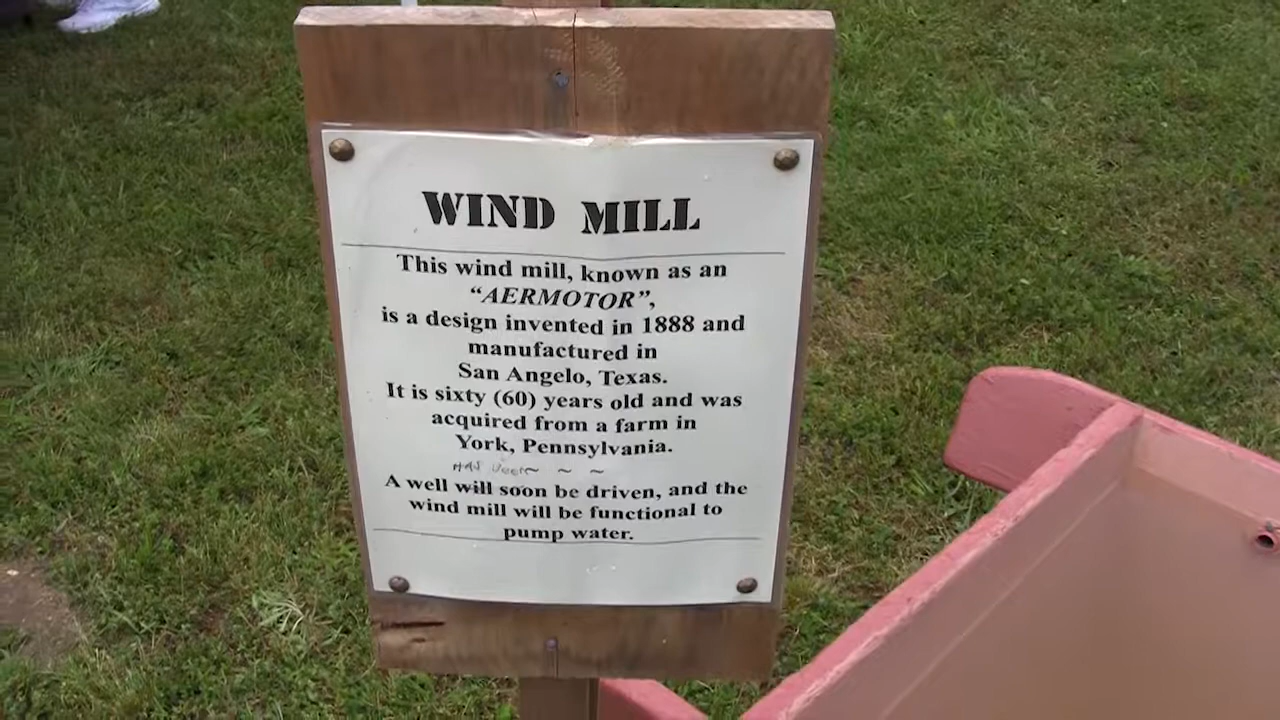 WIND MILL
This wind mill, known as an
“AERMOTOR”,
is a design invented in 1888 and
manufactured in
San Angelo, Texas.
It is sixty (60) years old and was
acquired from a farm in
York, Pennsylvania.
HAS been ~ ~ ~
A well will soon be driven, and the
wind mill will be functional to
pump water.